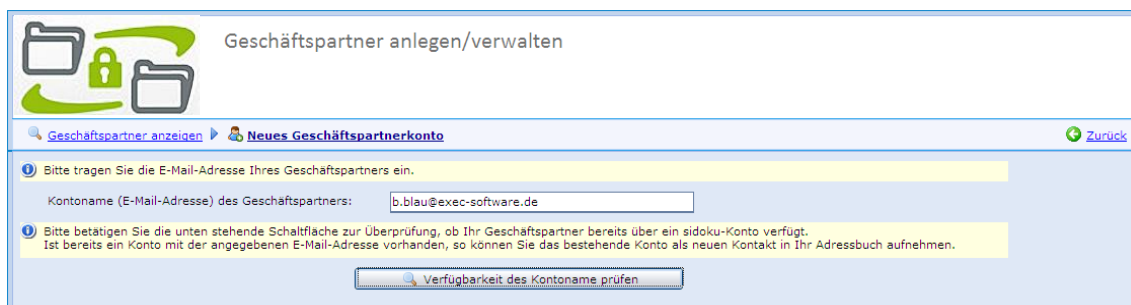 Geschäftspartner anlegen/verwalten
Geschäftspartner anzeigen Neues Geschäftspartnerkonto Zurück
Bitte tragen Sie die E-Mail-Adresse Ihres Geschäftspartners ein.
Kontoname (E-Mail-Adresse) des Geschäftspartners: b.blau@exec-software.de
Bitte betätigen Sie die unten stehende Schaltfläche zur Überprüfung, ob Ihr Geschäftspartner bereits über ein sidoku-Konto verfügt.
Ist bereits ein Konto mit der angegebenen E-Mail-Adresse vorhanden, so können Sie das bestehende Konto als neuen Kontakt in Ihr Adressbuch aufnehmen.
Verfügbarkeit des Kontoname prüfen